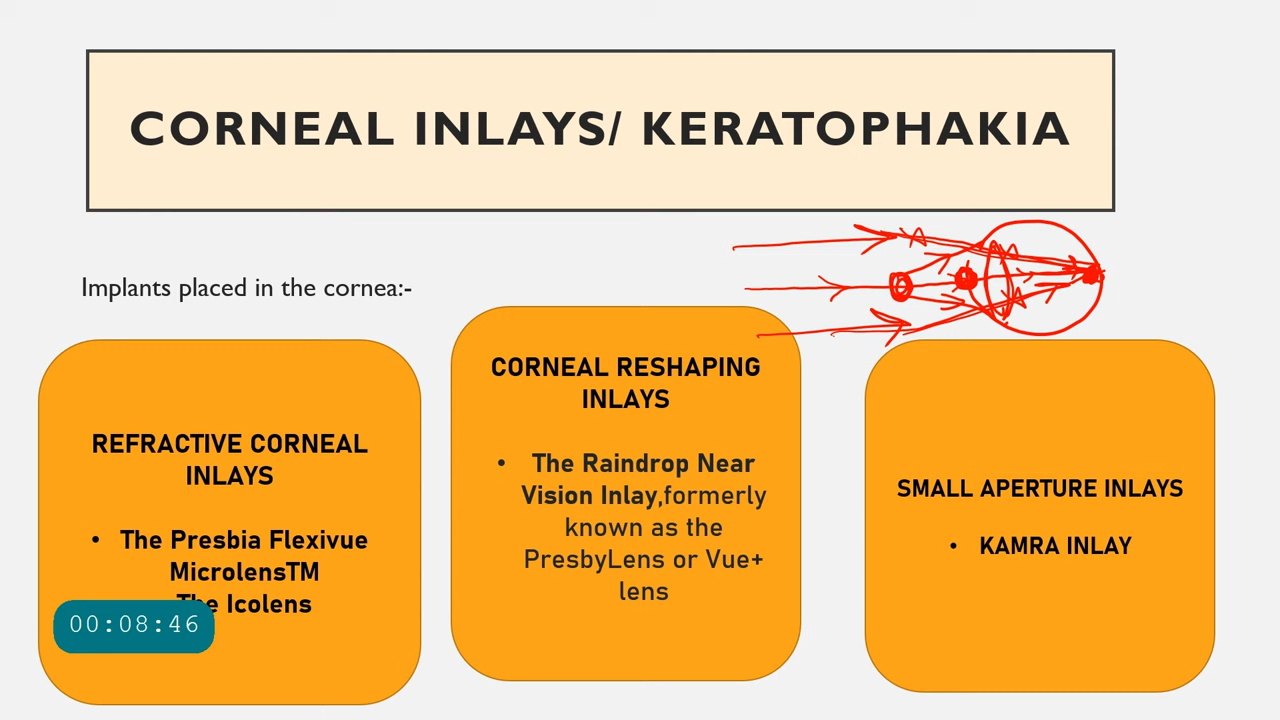 CORNEAL INLAYS/ KERATOPHAKIA
Implants placed in the cornea:-
REFRACTIVE CORNEAL
INLAYS
• The Presbia Flexivue
MicrolensTM
The Icolens
00:08:46
CORNEAL RESHAPING
INLAYS
• The Raindrop Near
Vision Inlay,formerly
known as the
PresbyLens or Vue+
lens
SMALL APERTURE INLAYS
• KAMRA INLAY